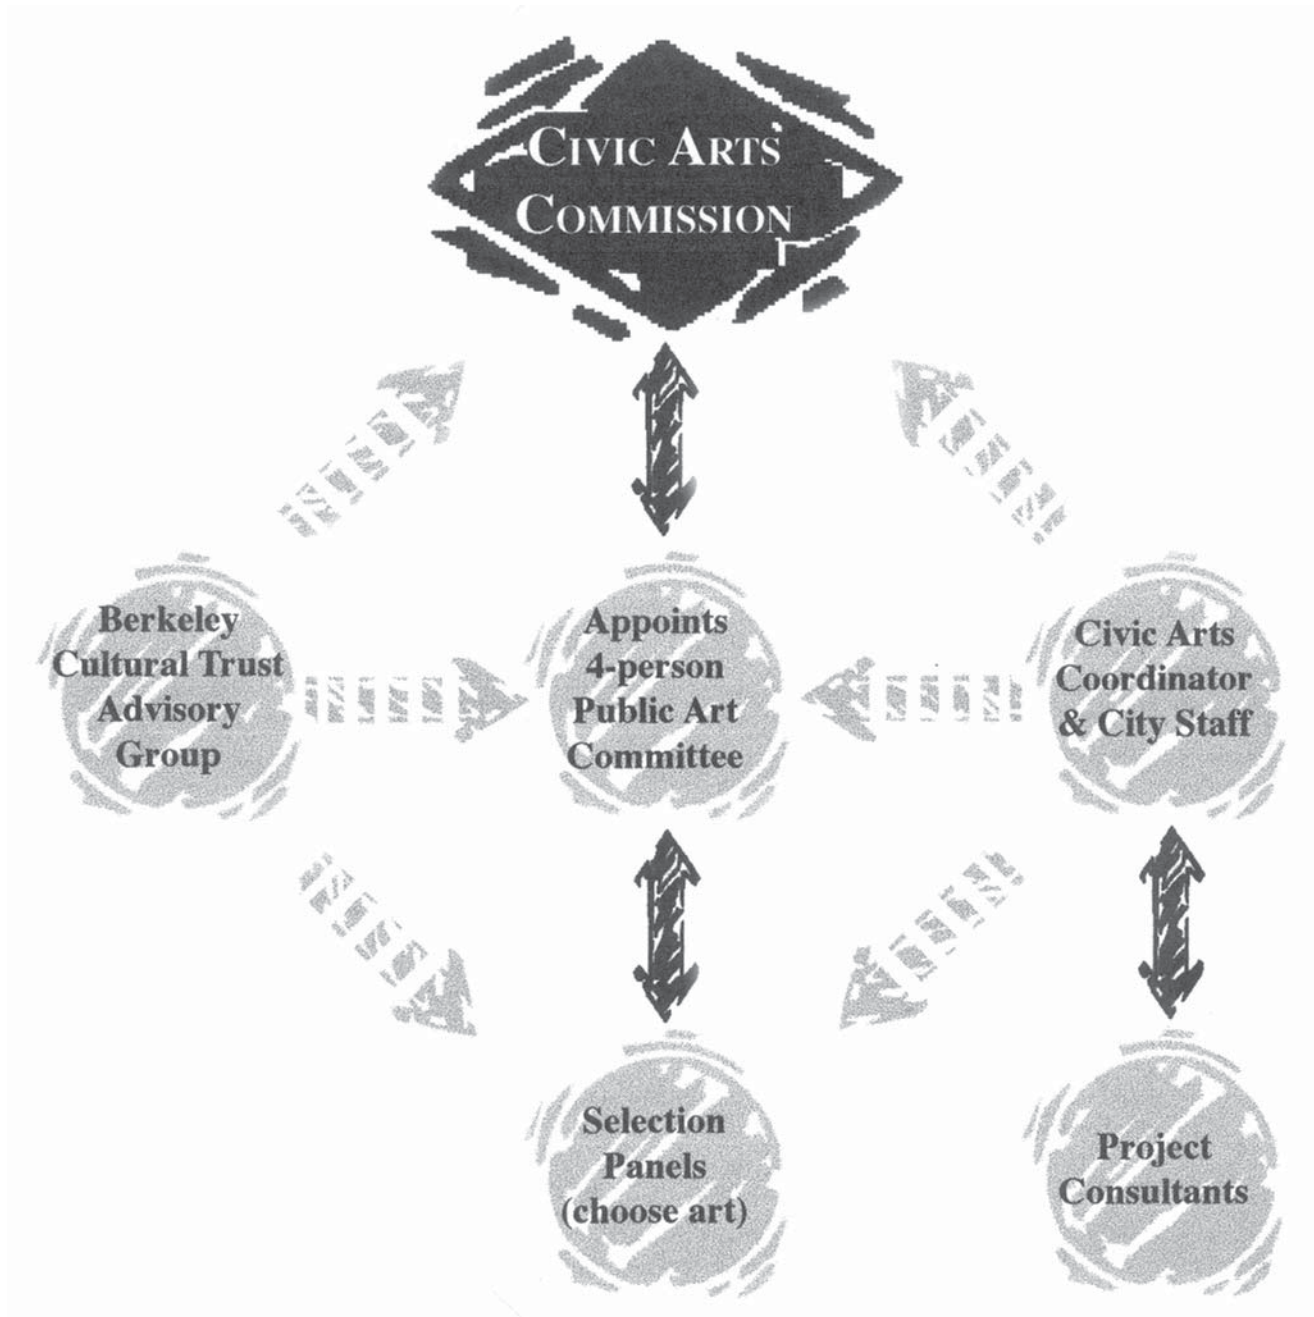 CIVIC ARTS
COMMISSION
Berkeley
Cultural Trust
Advisory
Group
Appoints
4-person
Public Art
Committee
Civic Arts
Coordinator
& City Staff
Selection
Panels
(choose art)
Project
Consultants